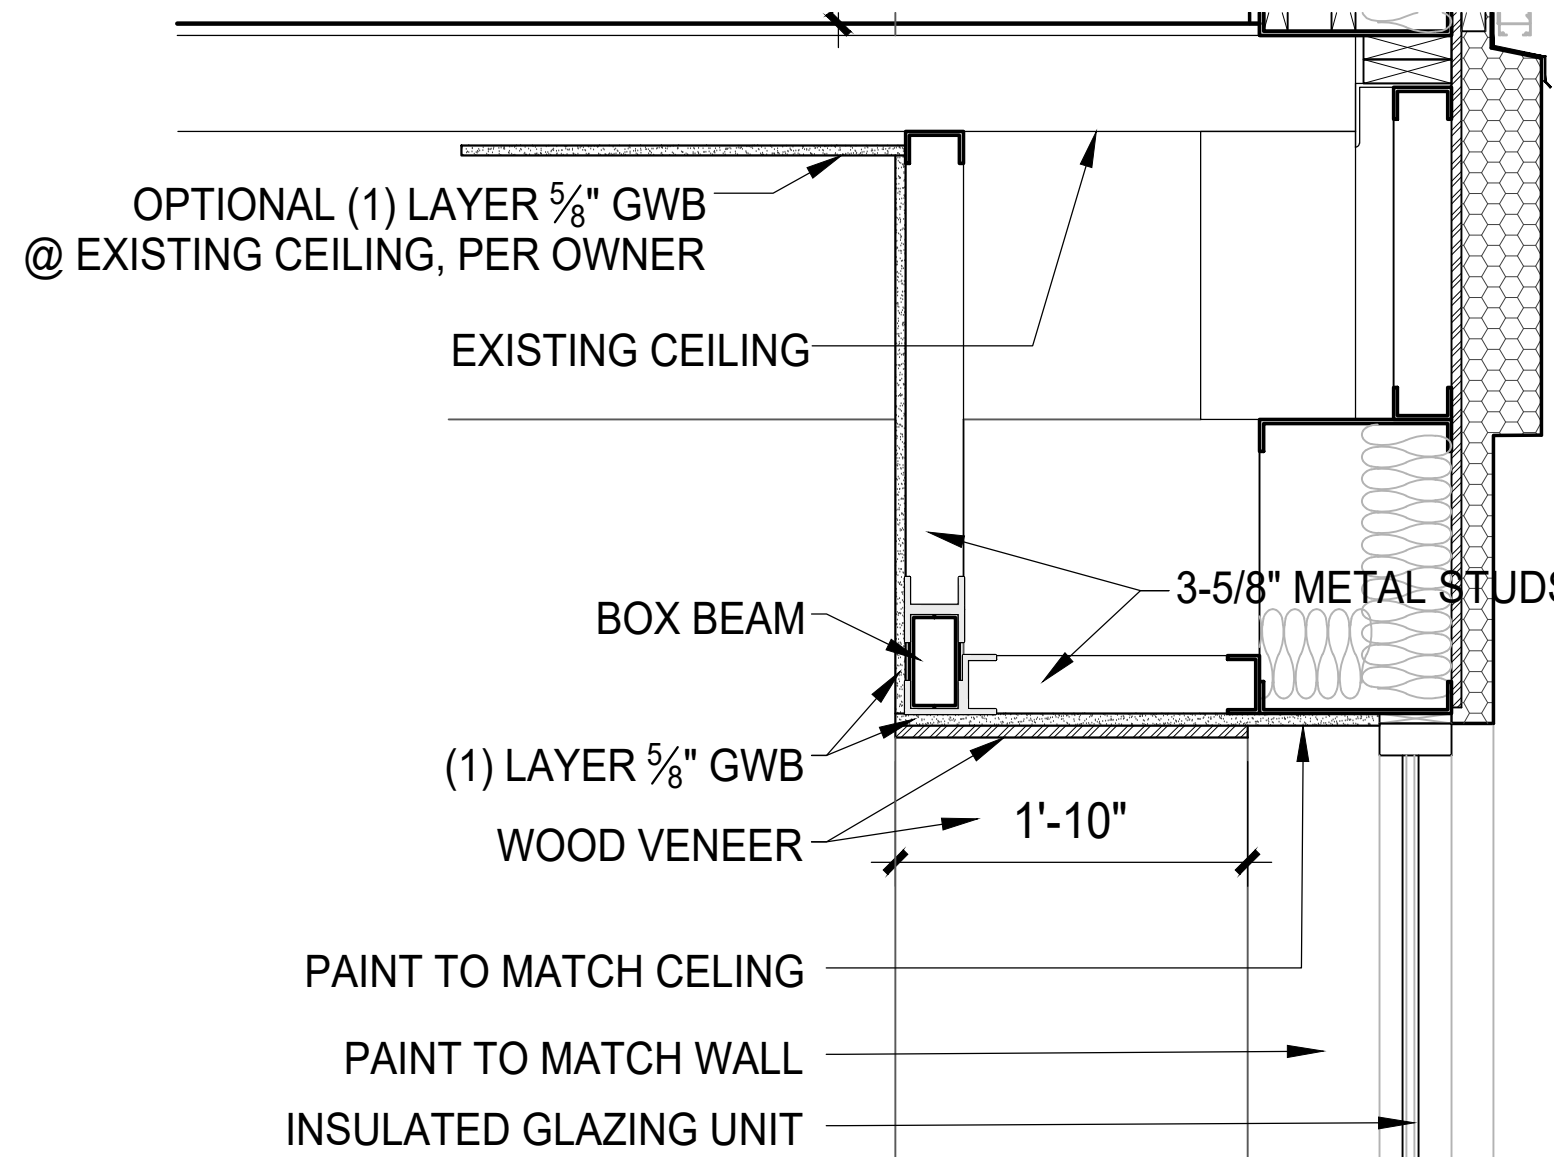 OPTIONAL (1) LAYER ⅝" GWB
@ EXISTING CEILING, PER OWNER
EXISTING CEILING
3-5/8" METAL STUDS
BOX BEAM
(1) LAYER ⅝" GWB
1'-10"
WOOD VENEER
PAINT TO MATCH CELING
PAINT TO MATCH WALL
INSULATED GLAZING UNIT